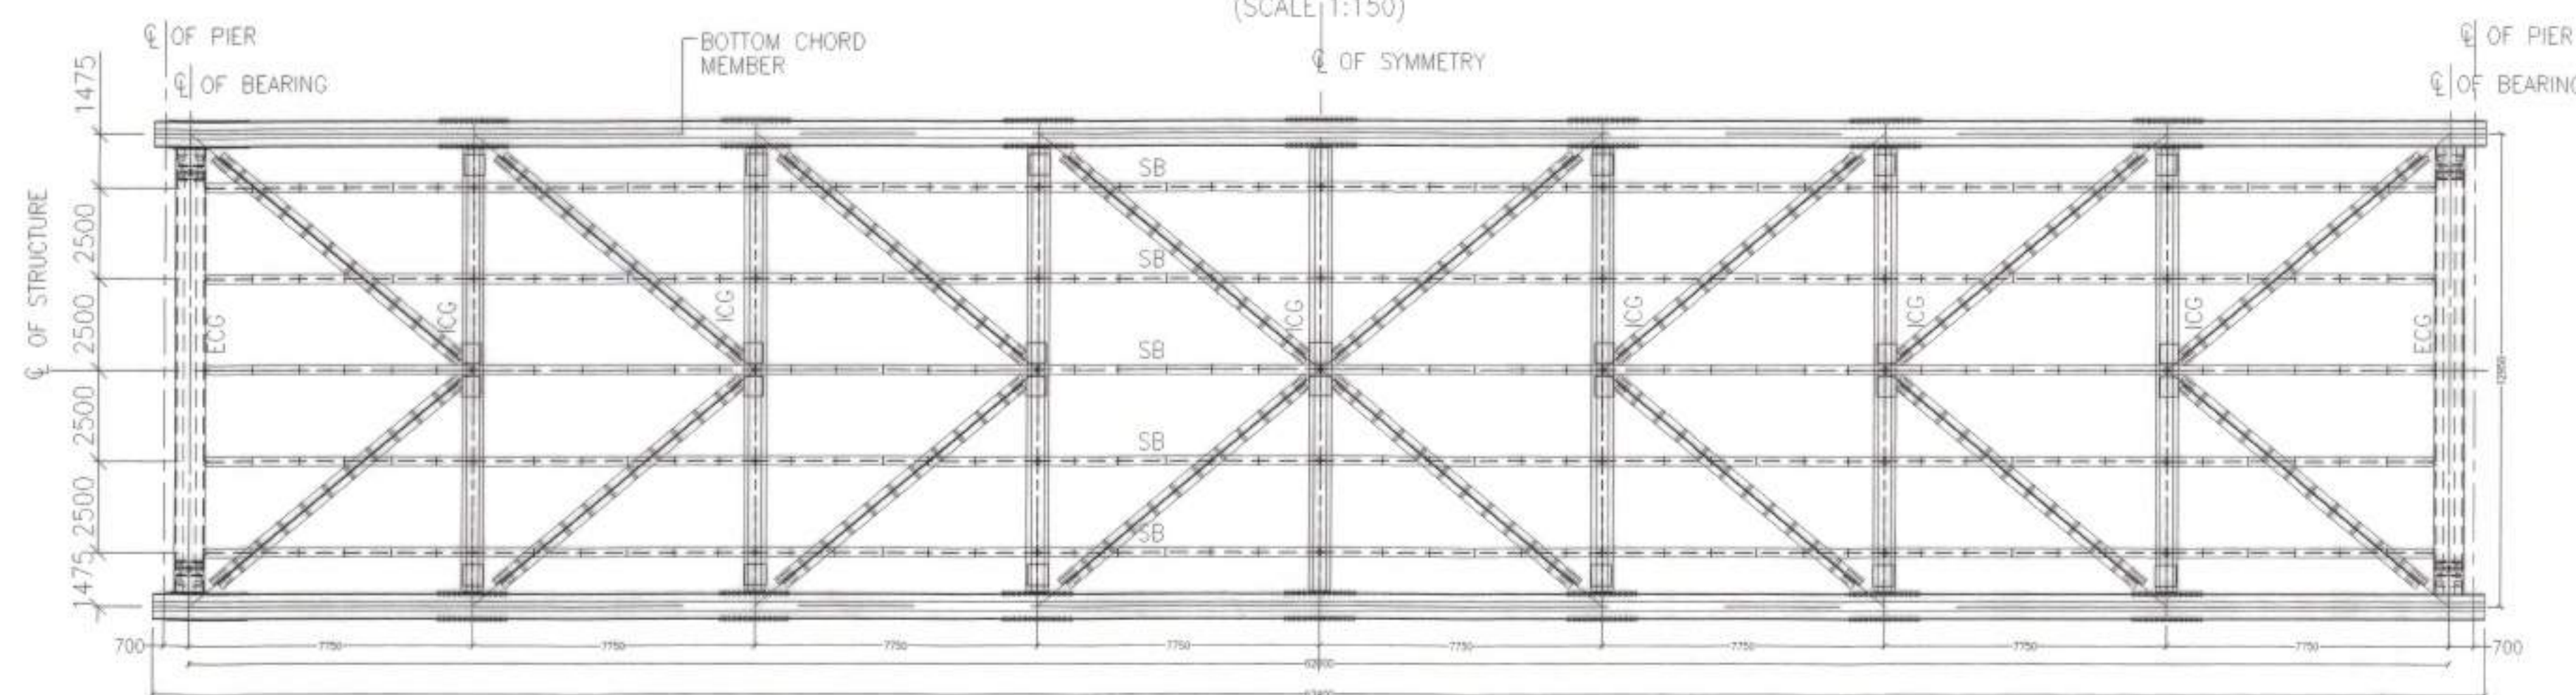 (SCALE 1:150)
℄ OF PIER
℄ OF BEARING
BOTTOM CHORD
MEMBER
℄ OF SYMMETRY
℄ OF PIER
℄ OF BEARING
1475
2500
2500
2500
2500
1475
℄ OF STRUCTURE
SB
SB
SB
SB
SB
ECG
ICG
ICG
ICG
ICG
ICG
ICG
ECG
700
7750
7750
7750
7750
7750
7750
7750
7750
700